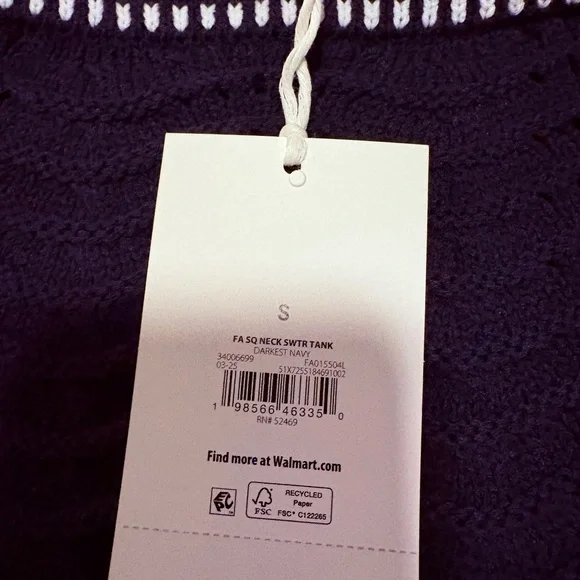 S
FA SQ NECK SWTR TANK
DARKEST NAVY
34006699 FA015504L
03-25 51X7255184691002
1 98566 46335 0
RN# 52469
Find more at Walmart.com
EPC
FSC
RECYCLED
Paper
FSC® C122265